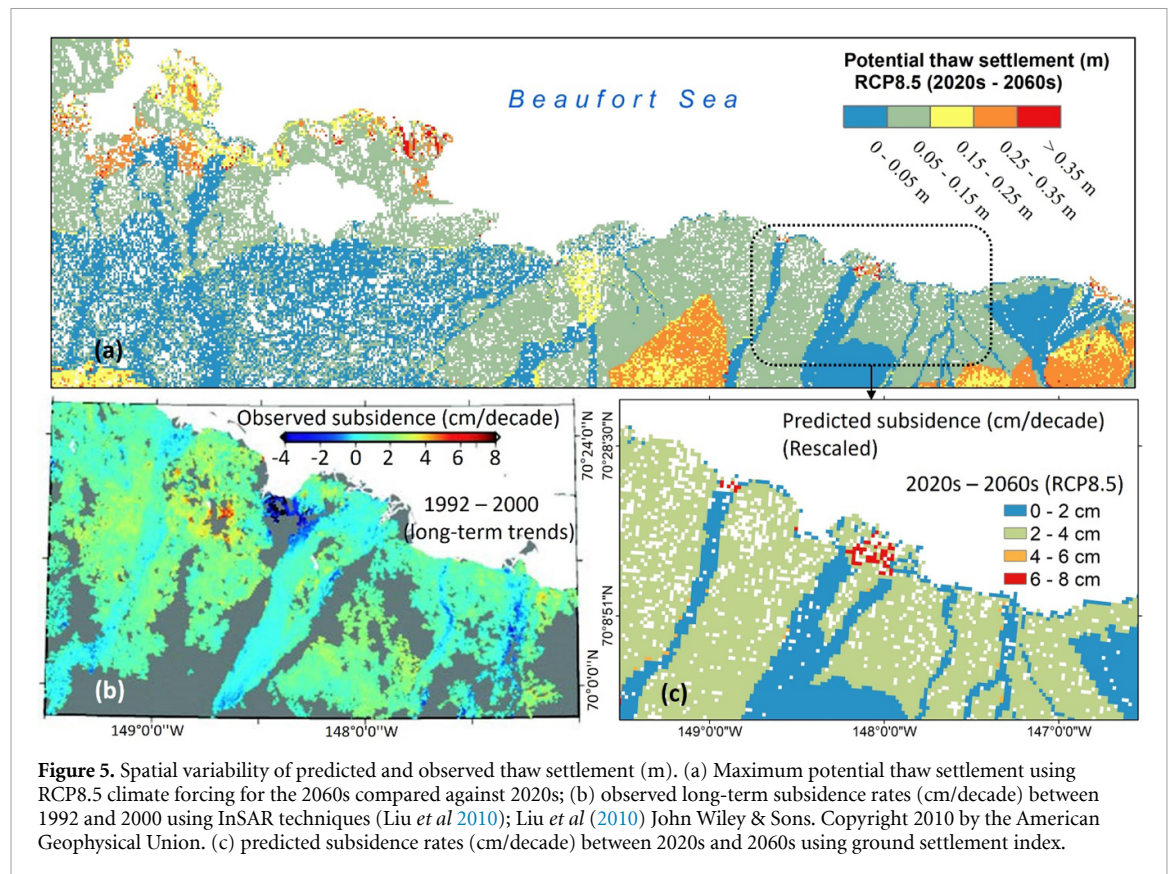 Potential thaw settlement (m)
RCP8.5 (2020s - 2060s)
Beaufort Sea
0 - 0.05 m
0.05 - 0.15 m
0.15 - 0.25 m
0.25 - 0.35 m
> 0.35 m
(a)
Observed subsidence (cm/decade)
-4 -2 0 2 4 6 8
1992 – 2000
(long-term trends)
(b)
70°24'0"N
70°0'0"N
149°0'0"W 148°0'0"W
Predicted subsidence (cm/decade)
(Rescaled)
2020s – 2060s (RCP8.5)
0 - 2 cm
2 - 4 cm
4 - 6 cm
6 - 8 cm
(c)
70°28'30"N
70°8'51"N
149°0'0"W 148°0'0"W 147°0'0"W
Figure 5. Spatial variability of predicted and observed thaw settlement (m). (a) Maximum potential thaw settlement using
RCP8.5 climate forcing for the 2060s compared against 2020s; (b) observed long-term subsidence rates (cm/decade) between
1992 and 2000 using InSAR techniques (Liu et al 2010); Liu et al (2010) John Wiley & Sons. Copyright 2010 by the American
Geophysical Union. (c) predicted subsidence rates (cm/decade) between 2020s and 2060s using ground settlement index.